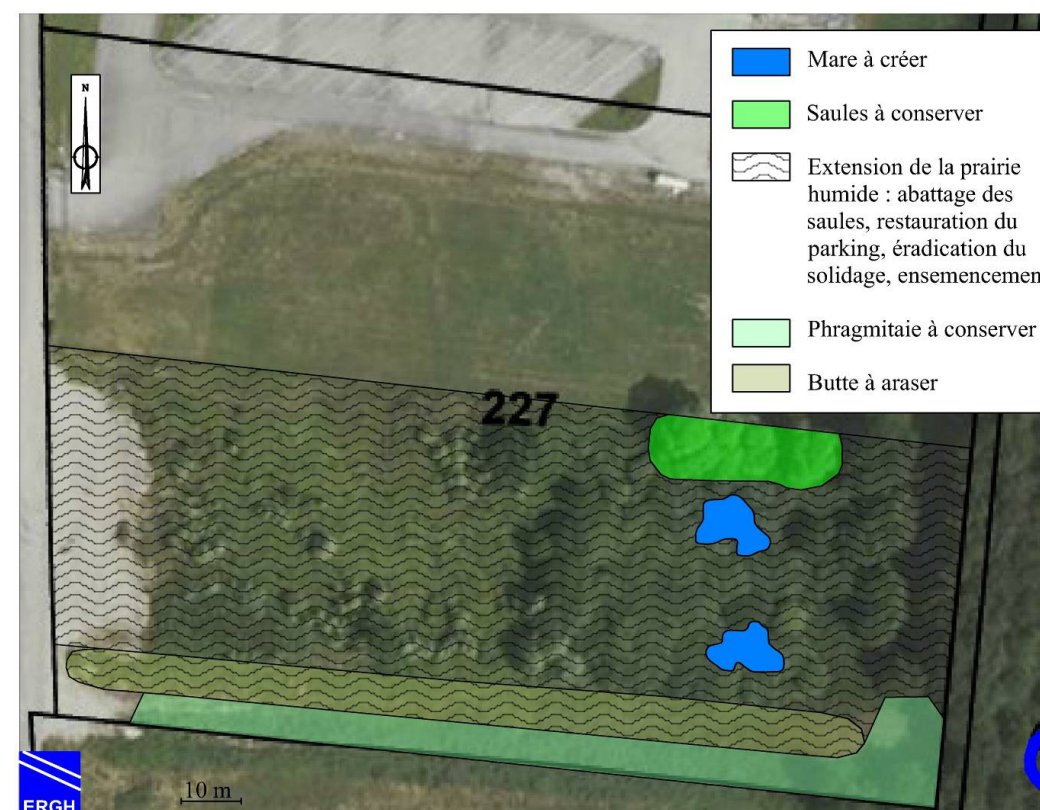 N
Mare à créer
Saules à conserver
Extension de la prairie
humide : abattage des
saules, restauration du
parking, éradication du
solidage, ensemencemen
Phragmitaie à conserver
Butte à araser
227
10 m
ERGH